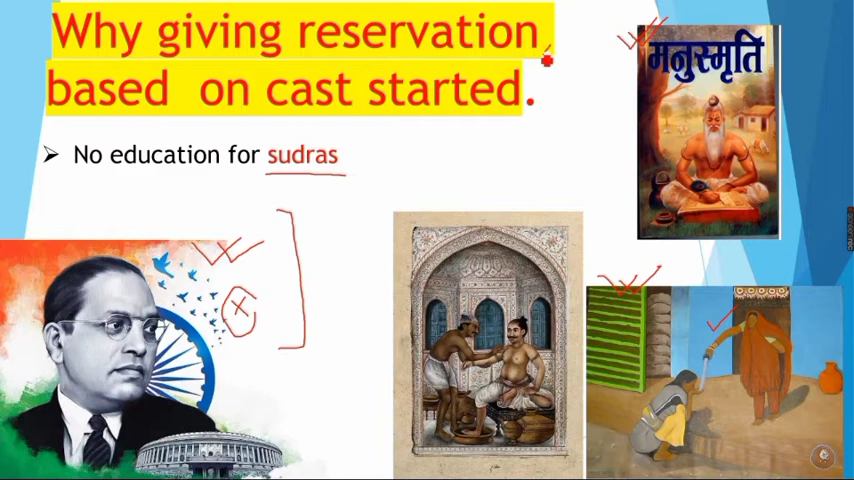 Why giving reservation
based on cast started.
मनुस्मृति
➢ No education for sudras